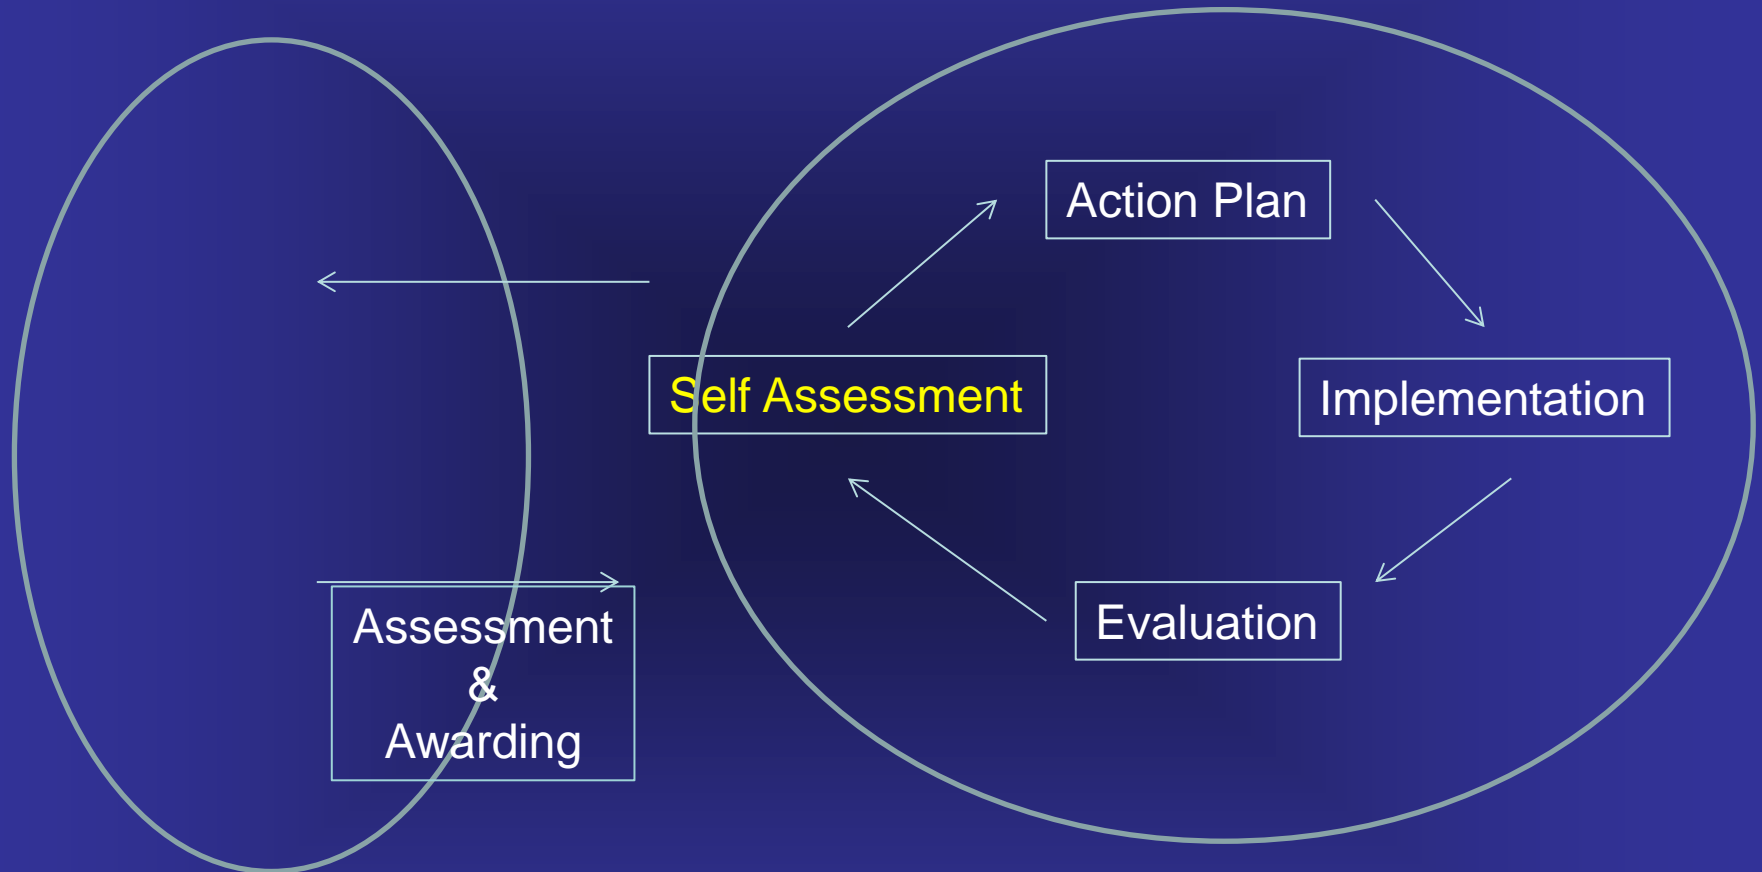 Action Plan
Self Assessment
Implementation
Assessment
&
Awarding
Evaluation